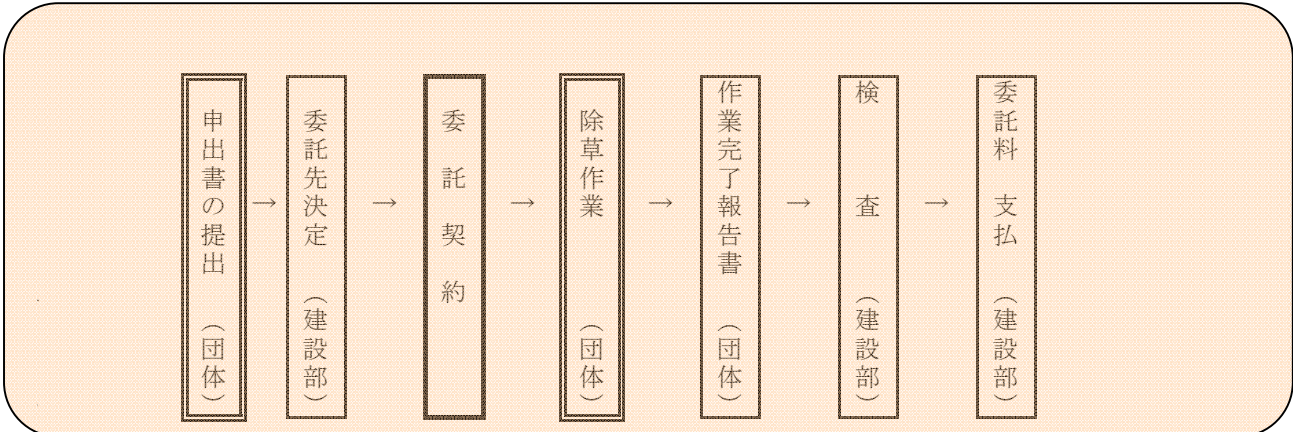 申出書の提出　（団体）
→
委託先決定　（建設部）
→
委託契約
→
除草作業　（団体）
→
作業完了報告書　（団体）
→
検査　（建設部）
→
委託料　支払　（建設部）